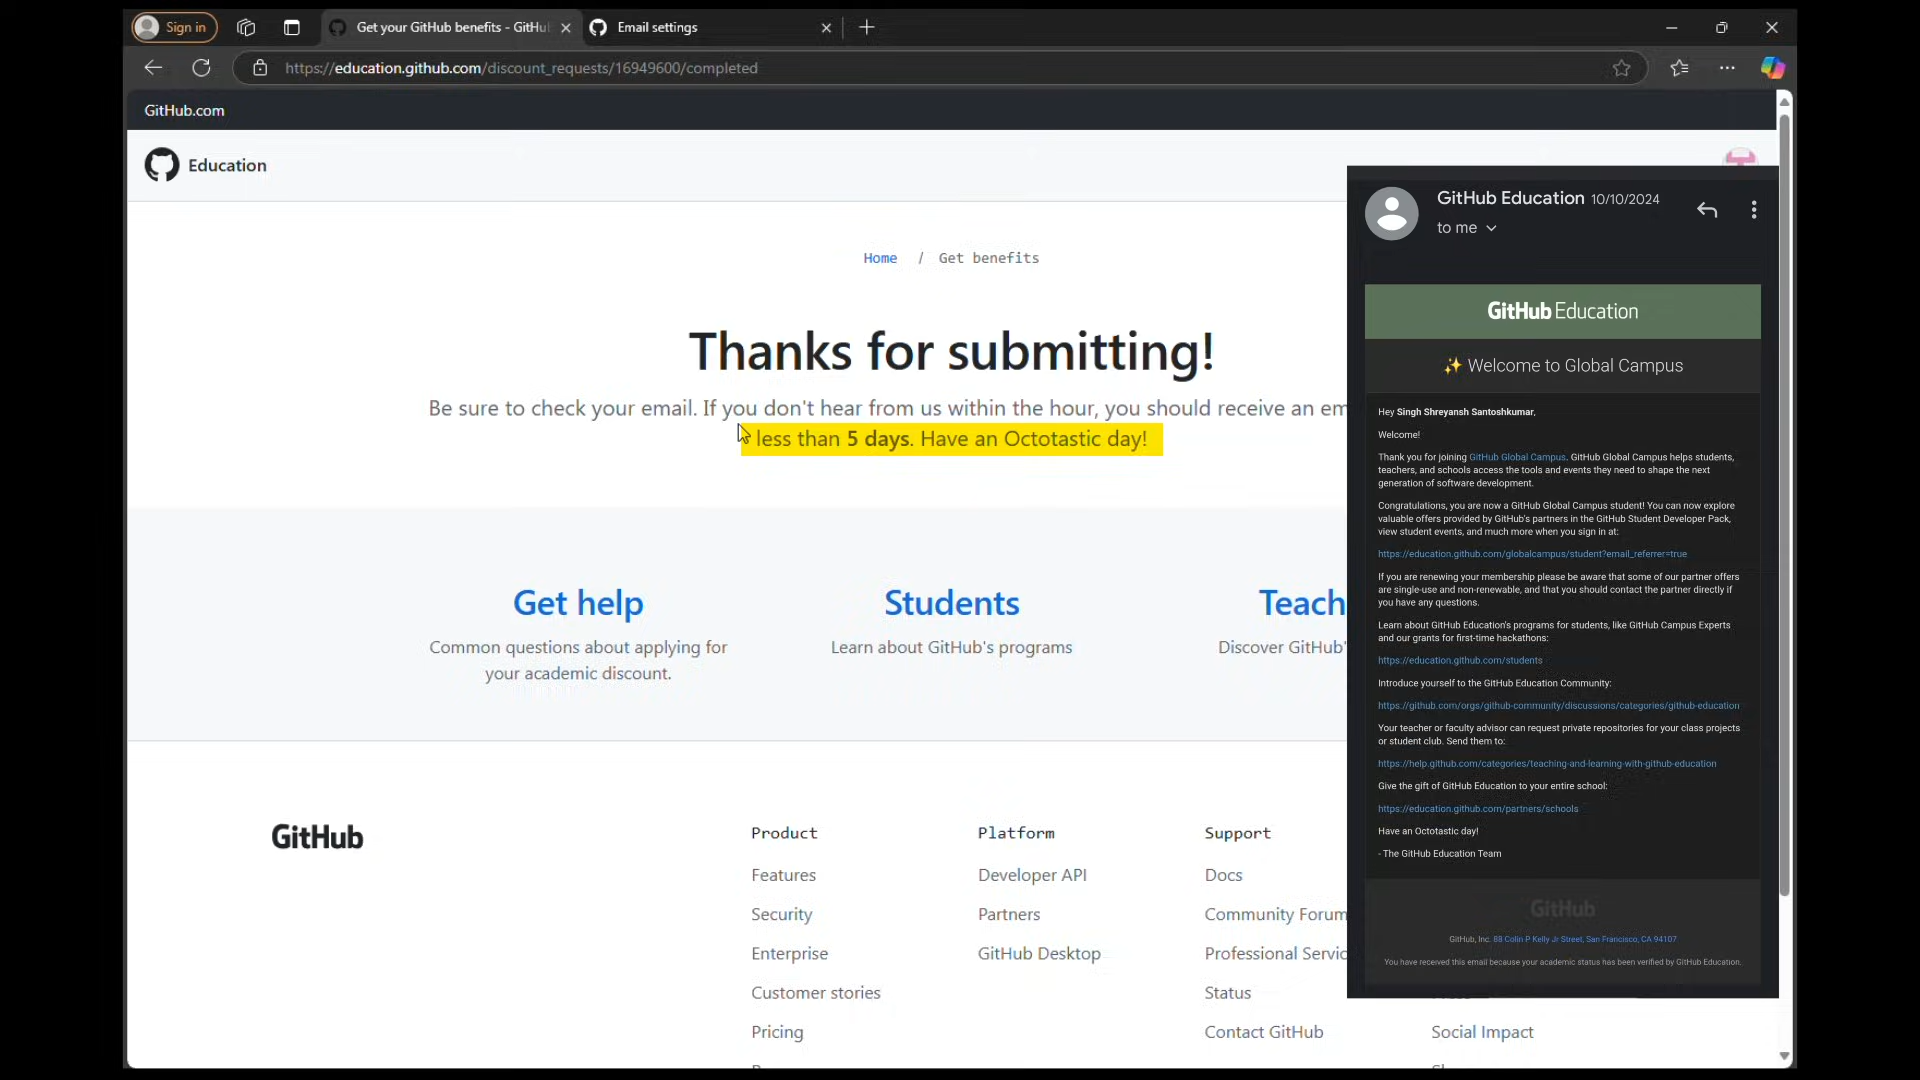 Sign in
Get your GitHub benefits - GitHu
Email settings
https://education.github.com/discount_requests/16949600/completed
GitHub.com
Education
Home / Get benefits
Thanks for submitting!
Be sure to check your email. If you don't hear from us within the hour, you should receive an em
less than 5 days. Have an Octotastic day!
Get help
Common questions about applying for
your academic discount.
Students
Learn about GitHub's programs
Teach
Discover GitHub'
GitHub
Product
Features
Security
Enterprise
Customer stories
Pricing
Platform
Developer API
Partners
GitHub Desktop
Support
Docs
Community Forum
Professional Servic
Status
Contact GitHub
Social Impact
GitHub Education 10/10/2024
to me
GitHub Education
✨ Welcome to Global Campus
Hey Singh Shreyansh Santoshkumar,
Welcome!
Thank you for joining GitHub Global Campus. GitHub Global Campus helps students,
teachers, and schools access the tools and events they need to shape the next
generation of software development.
Congratulations, you are now a GitHub Global Campus student! You can now explore
valuable offers provided by GitHub's partners in the GitHub Student Developer Pack,
view student events, and much more when you sign in at:
https://education.github.com/globalcampus/student?email_referrer=true
If you are renewing your membership please be aware that some of our partner offers
are single-use and non-renewable, and that you should contact the partner directly if
you have any questions.
Learn about GitHub Education's programs for students, like GitHub Campus Experts
and our grants for first-time hackathons:
https://education.github.com/students
Introduce yourself to the GitHub Education Community:
https://github.com/orgs/github-community/discussions/categories/github-education
Your teacher or faculty advisor can request private repositories for your class projects
or student club. Send them to:
https://help.github.com/categories/teaching-and-learning-with-github-education
Give the gift of GitHub Education to your entire school:
https://education.github.com/partners/schools
Have an Octotastic day!
- The GitHub Education Team
GitHub
GitHub, Inc. 88 Colin P Kelly Jr Street, San Francisco, CA 94107
You have received this email because your academic status has been verified by GitHub Education.